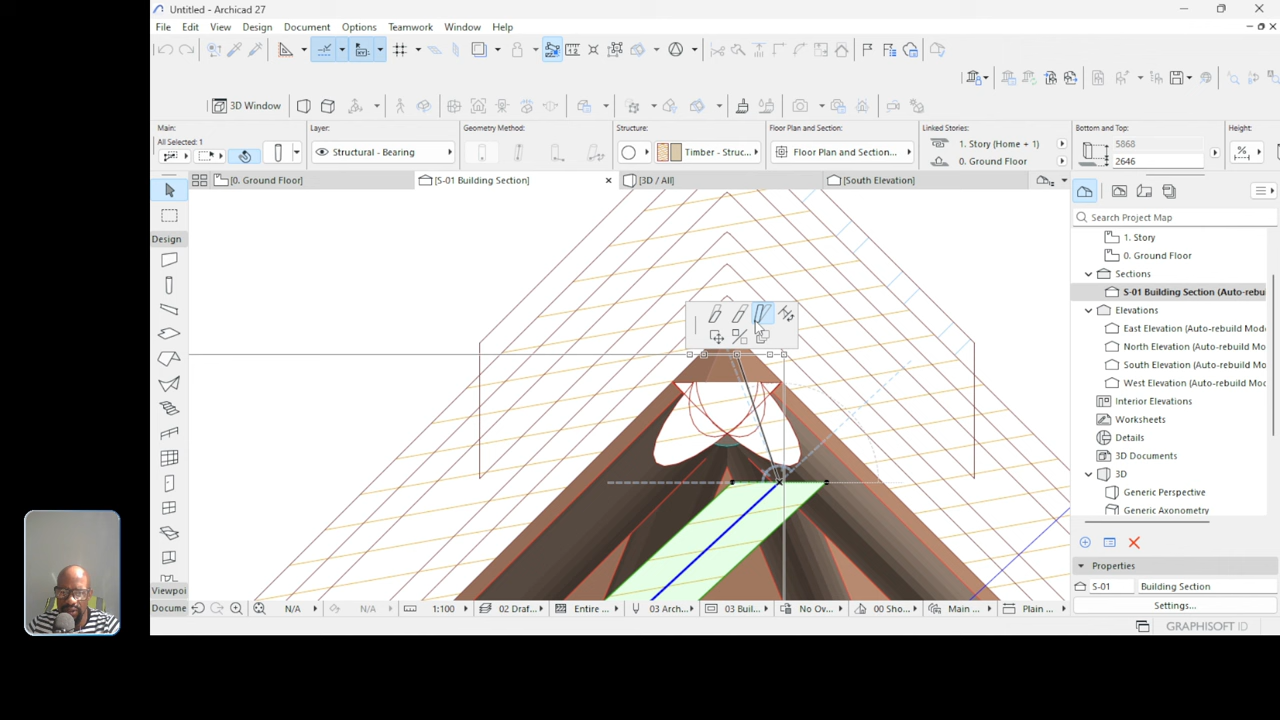 Untitled - Archicad 27
File Edit View Design Document Options Teamwork Window Help
3D Window
Main: Layer: Geometry Method: Structure: Floor Plan and Section: Linked Stories: Bottom and Top: Height:
All Selected: 1
Structural - Bearing
Timber - Struc...
Floor Plan and Section...
1. Story (Home + 1)
0. Ground Floor
5868
2646
[0. Ground Floor]
[S-01 Building Section]
[3D / All]
[South Elevation]
Search Project Map
Design
1. Story
0. Ground Floor
Sections
S-01 Building Section (Auto-rebu
Elevations
East Elevation (Auto-rebuild Mode
North Elevation (Auto-rebuild Mo
South Elevation (Auto-rebuild Mo
West Elevation (Auto-rebuild Mod
Interior Elevations
Worksheets
Details
3D Documents
3D
Generic Perspective
Generic Axonometry
Properties
S-01
Building Section
Settings...
Viewpoi
Docume
N/A
N/A
1:100
02 Draf...
Entire ...
03 Arch...
03 Buil...
No Ov...
00 Sho...
Main ...
Plain ...
GRAPHISOFT ID